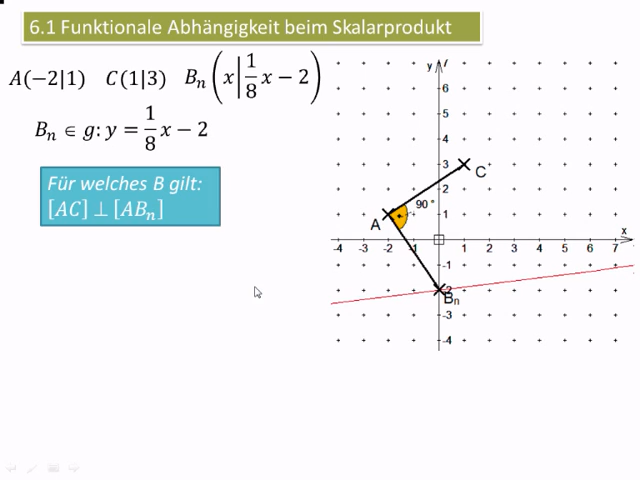 6.1 Funktionale Abhängigkeit beim Skalarprodukt
A(−2|1) C(1|3) Bₙ(x|1/8 x − 2)
Bₙ ∈ g: y = 1/8 x − 2
Für welches B gilt:
[AC] ⊥ [ABₙ]
y
7
6
5
4
3
C
2
90 °
1
A
x
-4 -3 -2 -1 0 1 2 3 4 5 6 7
-1
-2
Bₙ
-3
-4